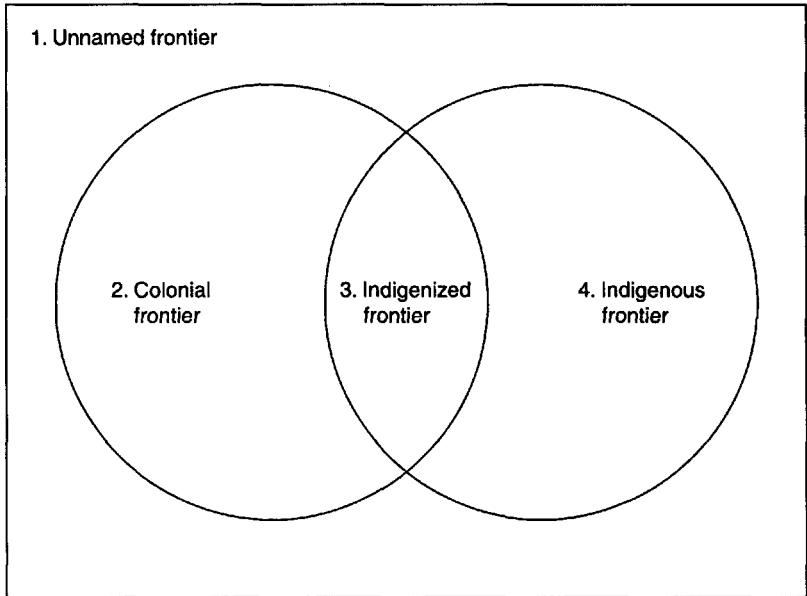 1. Unnamed frontier
2. Colonial
frontier
3. Indigenized
frontier
4. Indigenous
frontier